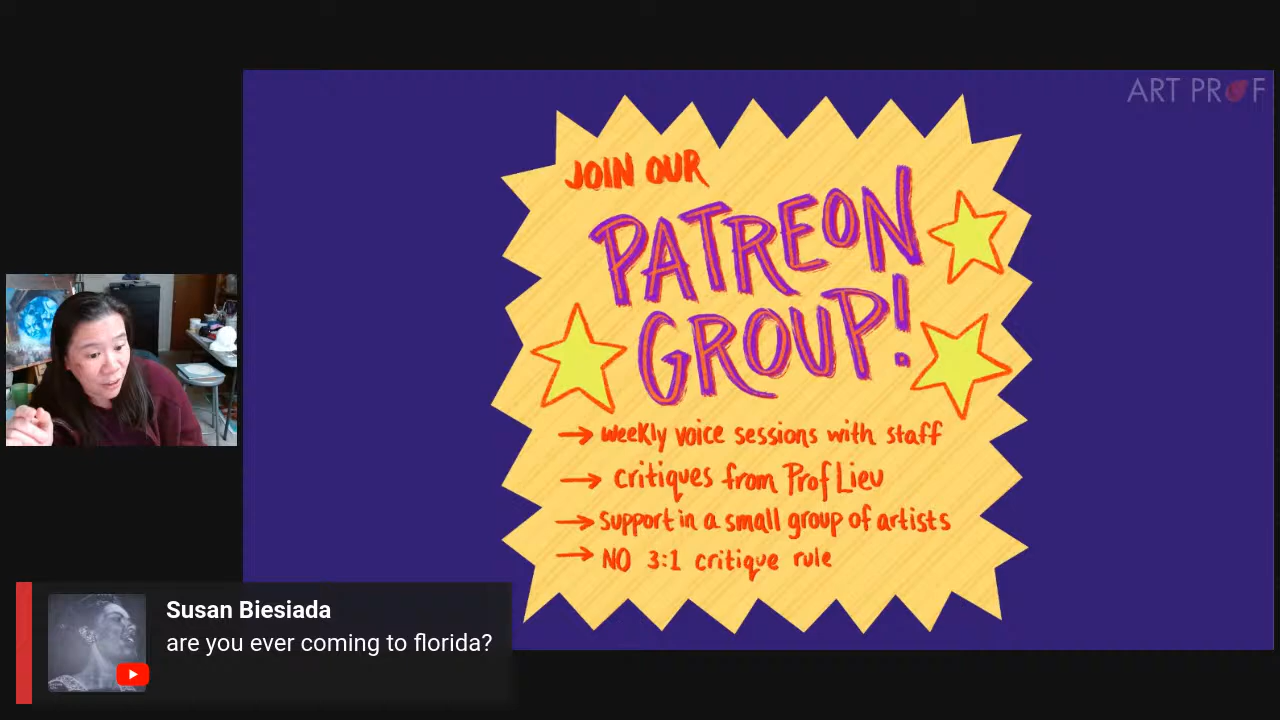 ART PROF
JOIN OUR
PATREON
GROUP!
→ weekly voice sessions with staff
→ critiques from Prof Lieu
→ support in a small group of artists
→ NO 3:1 critique rule
Susan Biesiada
are you ever coming to florida?